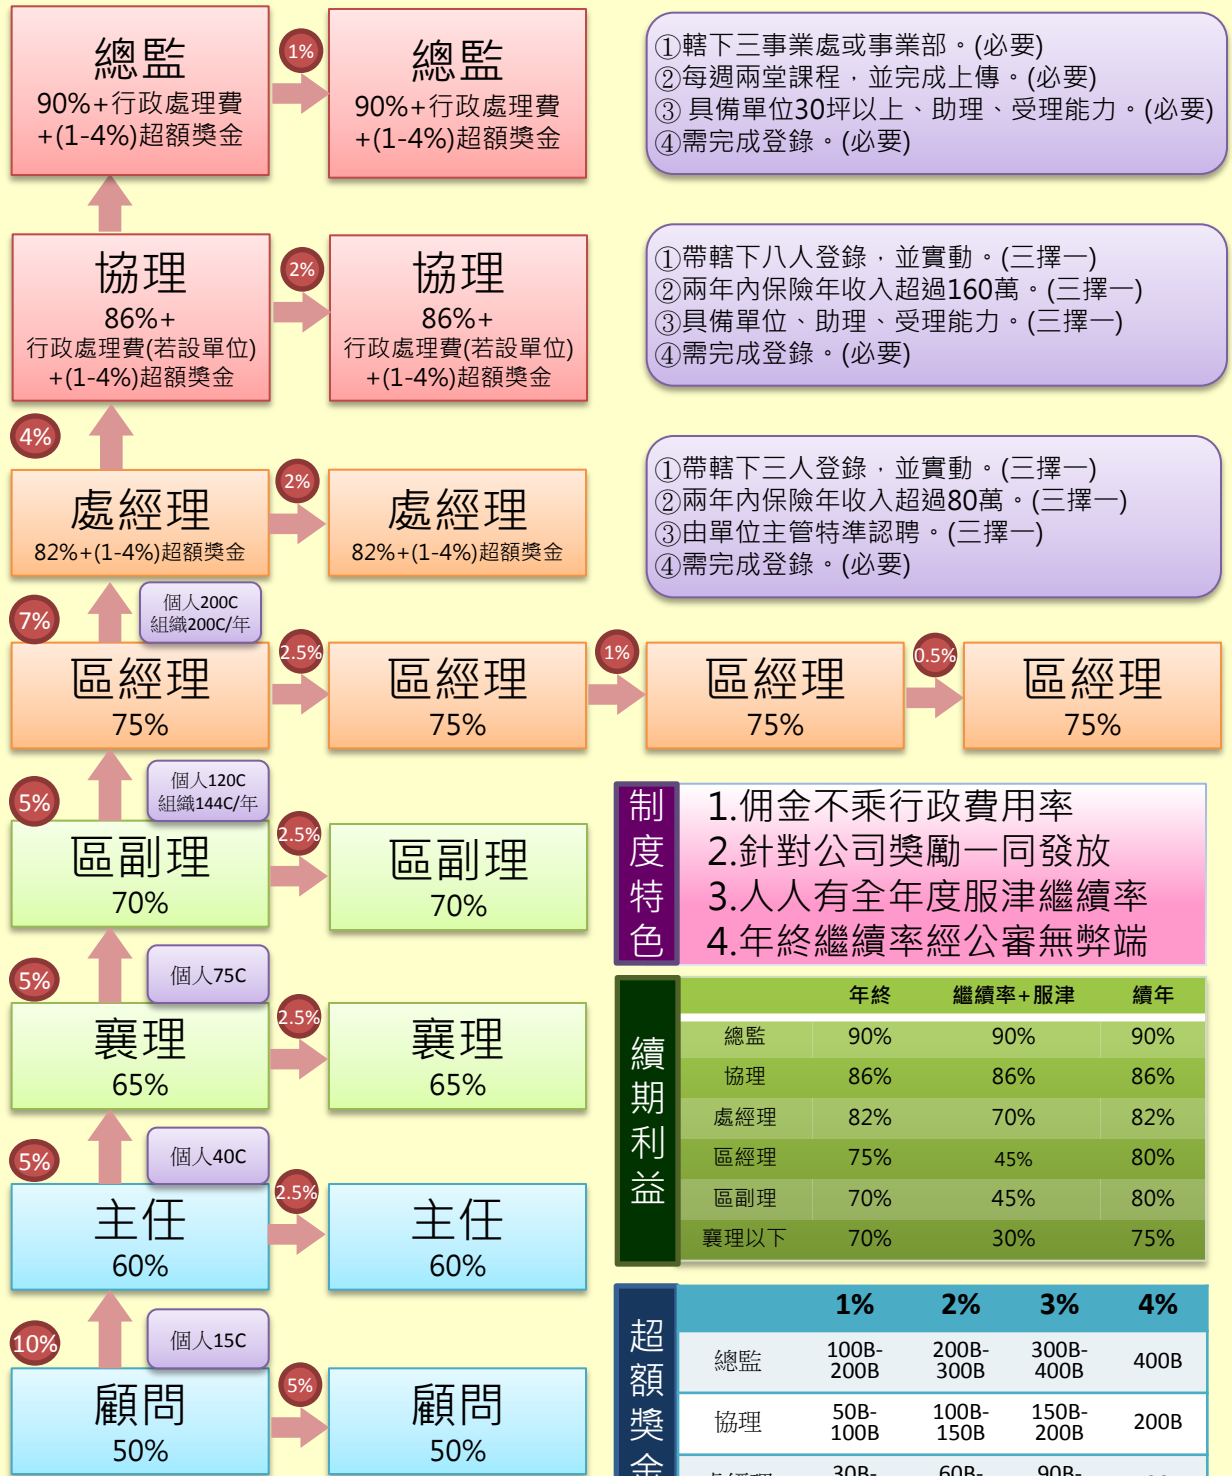 總監
90%+行政處理費
+(1-4%)超額獎金
1%
總監
90%+行政處理費
+(1-4%)超額獎金
①轄下三事業處或事業部。(必要)
②每週兩堂課程，並完成上傳。(必要)
③ 具備單位30坪以上、助理、受理能力。(必要)
④需完成登錄。(必要)
協理
86%+
行政處理費(若設單位)
+(1-4%)超額獎金
2%
協理
86%+
行政處理費(若設單位)
+(1-4%)超額獎金
①帶轄下八人登錄，並實動。(三擇一)
②兩年內保險年收入超過160萬。(三擇一)
③具備單位、助理、受理能力。(三擇一)
④需完成登錄。(必要)
4%
處經理
82%+(1-4%)超額獎金
2%
處經理
82%+(1-4%)超額獎金
①帶轄下三人登錄，並實動。(三擇一)
②兩年內保險年收入超過80萬。(三擇一)
③由單位主管特準認聘。(三擇一)
④需完成登錄。(必要)
7%
個人200C
組織200C/年
區經理
75%
2.5%
區經理
75%
1%
區經理
75%
0.5%
區經理
75%
5%
個人120C
組織144C/年
區副理
70%
2.5%
區副理
70%
5%
個人75C
襄理
65%
2.5%
襄理
65%
5%
個人40C
主任
60%
2.5%
主任
60%
10%
個人15C
顧問
50%
5%
顧問
50%
制度特色
1.佣金不乘行政費用率
2.針對公司獎勵一同發放
3.人人有全年度服津繼續率
4.年終繼續率經公審無弊端
續期利益
年終 繼續率+服津 續年
總監 90% 90% 90%
協理 86% 86% 86%
處經理 82% 70% 82%
區經理 75% 45% 80%
區副理 70% 45% 80%
襄理以下 70% 30% 75%
超額獎金
1% 2% 3% 4%
總監 100B-200B 200B-300B 300B-400B 400B
協理 50B-100B 100B-150B 150B-200B 200B
30B- 60B- 90B-